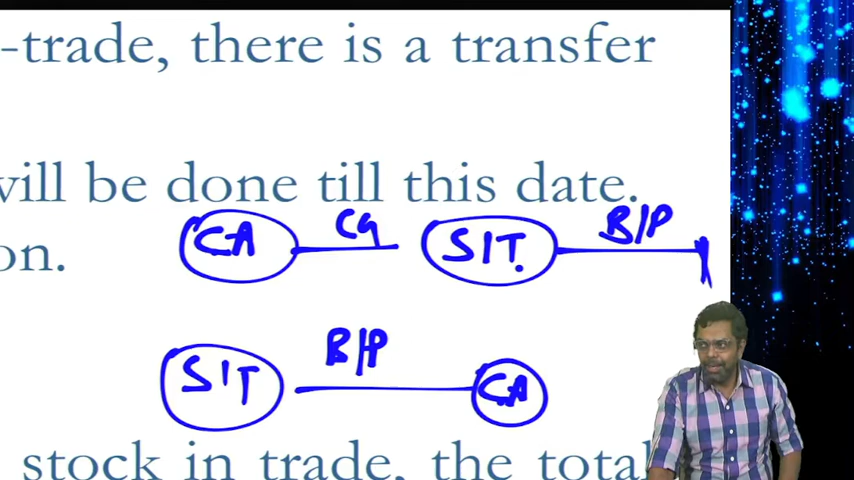 -trade, there is a transfer
will be done till this date.
on.
CA CG SIT B/P
SIT B/P CA
stock in trade, the total